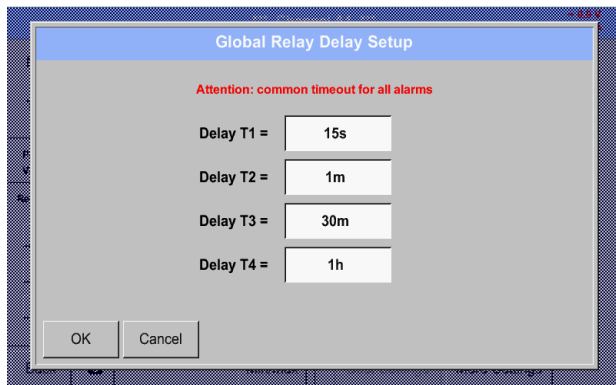 Global Relay Delay Setup
Attention: common timeout for all alarms
Delay T1 = 15s
Delay T2 = 1m
Delay T3 = 30m
Delay T4 = 1h
OK Cancel